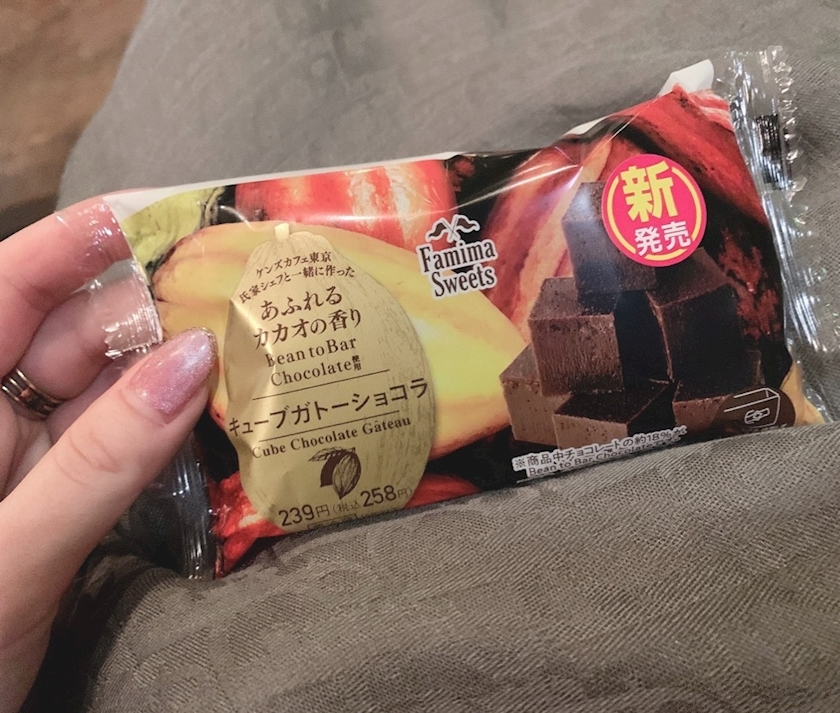 ケンズカフェ東京
氏家シェフと一緒に作った
あふれる
カカオの香り
Bean to Bar
Chocolate使用
キューブガトーショコラ
Cube Chocolate Gâteau
239円(税込258円)
Famima
Sweets
新
発売
※商品中チョコレートの約18%が
Bean to Bar Chocolate